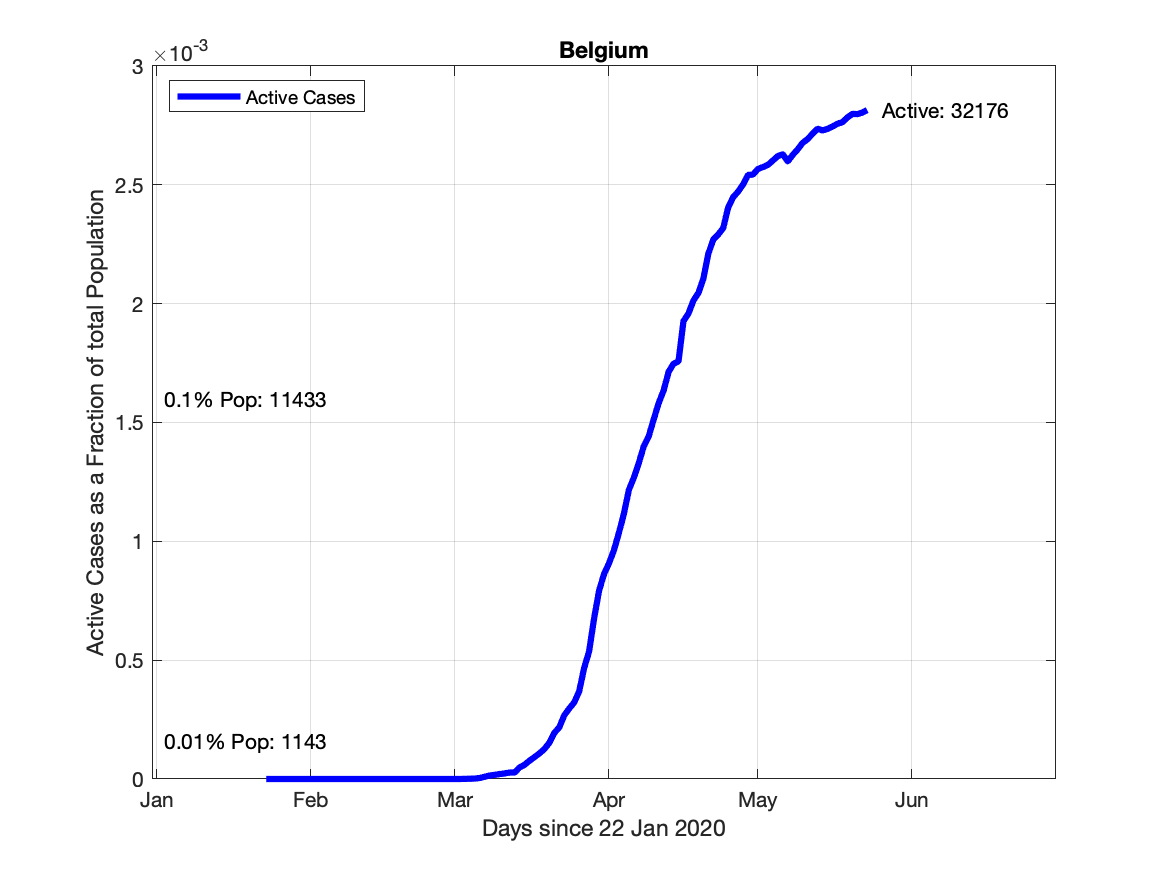 Belgium
×10-3
Active Cases
Active: 32176
3
2.5
2
1.5
1
0.5
0
Active Cases as a Fraction of total Population
0.1% Pop: 11433
0.01% Pop: 1143
Jan Feb Mar Apr May Jun
Days since 22 Jan 2020